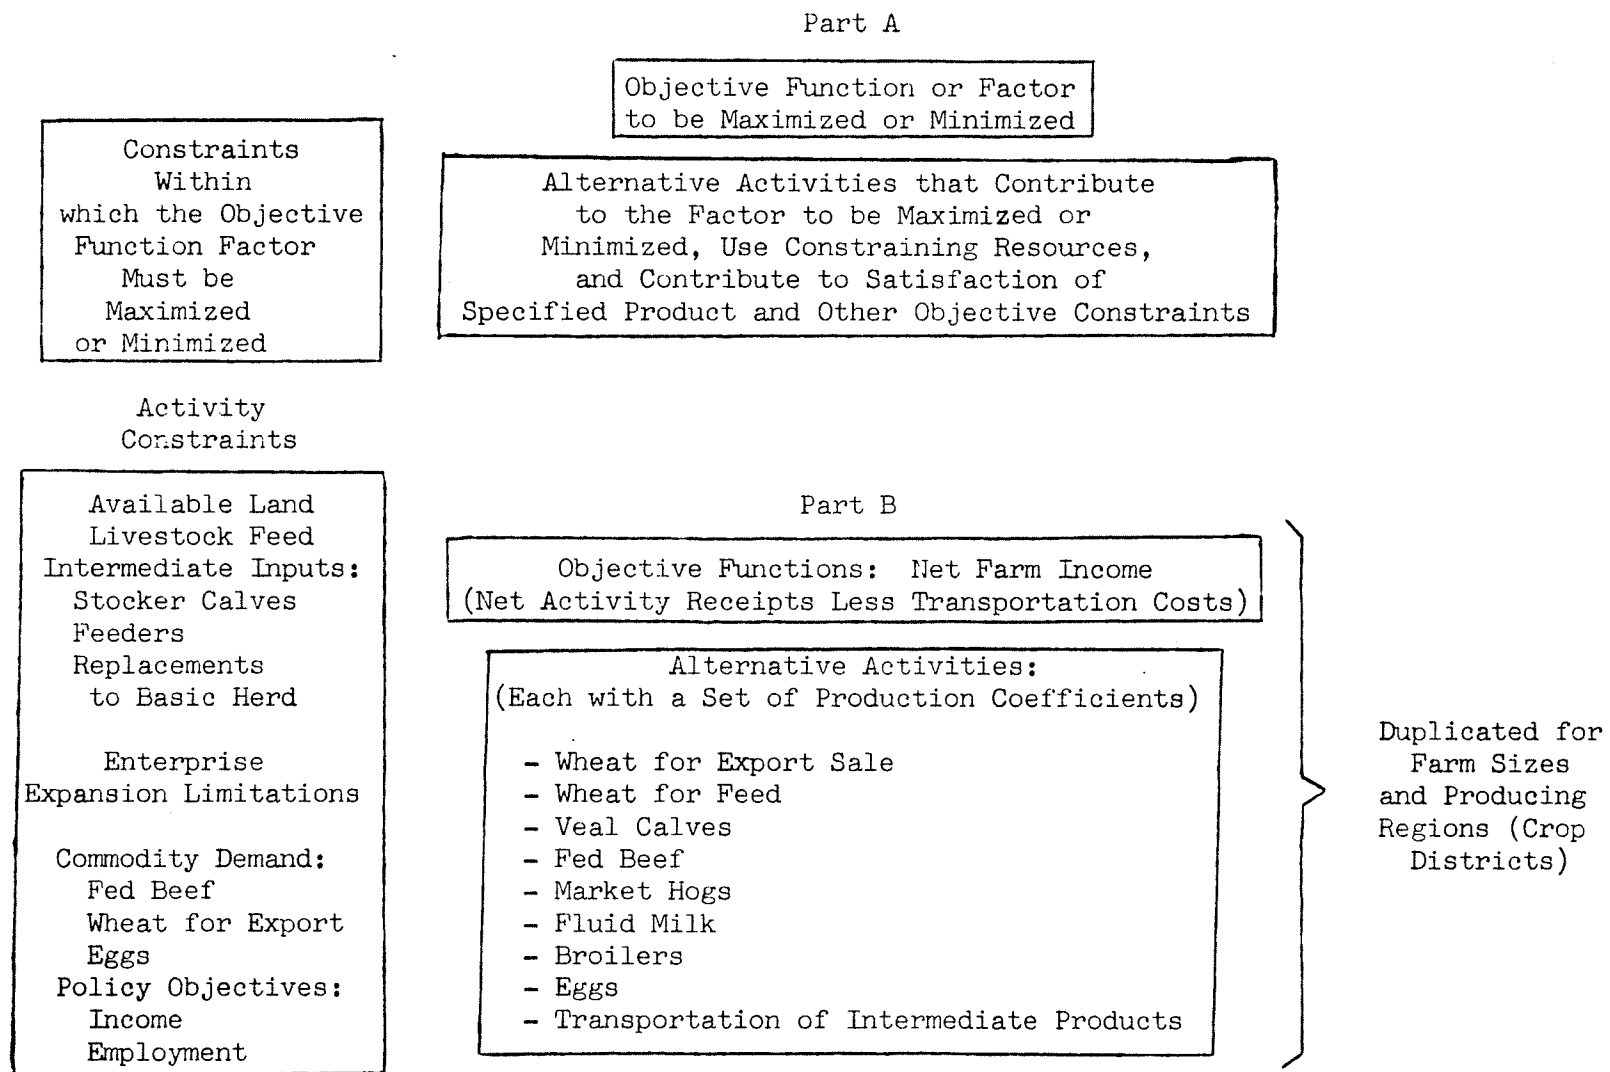 Part A
Objective Function or Factor
to be Maximized or Minimized
Constraints
Within
which the Objective
Function Factor
Must be
Maximized
or Minimized
Alternative Activities that Contribute
to the Factor to be Maximized or
Minimized, Use Constraining Resources,
and Contribute to Satisfaction of
Specified Product and Other Objective Constraints
Activity
Constraints
Available Land
Livestock Feed
Intermediate Inputs:
Stocker Calves
Feeders
Replacements
to Basic Herd
Enterprise
Expansion Limitations
Commodity Demand:
Fed Beef
Wheat for Export
Eggs
Policy Objectives:
Income
Employment
Part B
Objective Functions: Net Farm Income
(Net Activity Receipts Less Transportation Costs)
Alternative Activities:
(Each with a Set of Production Coefficients)
- Wheat for Export Sale
- Wheat for Feed
- Veal Calves
- Fed Beef
- Market Hogs
- Fluid Milk
- Broilers
- Eggs
- Transportation of Intermediate Products
Duplicated for
Farm Sizes
and Producing
Regions (Crop
Districts)